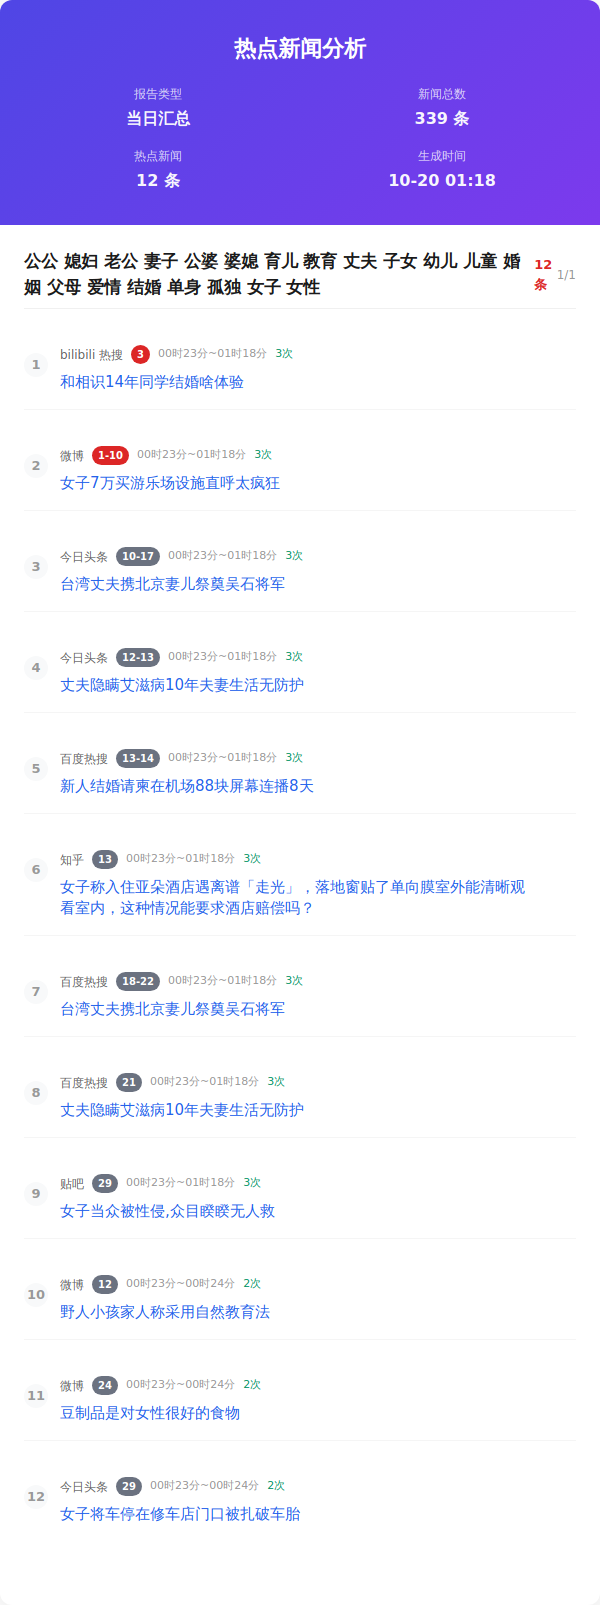 热点新闻分析
报告类型
新闻总数
当日汇总
339 条
热点新闻
生成时间
12 条
10-20 01:18
公公 媳妇 老公 妻子 公婆 婆媳 育儿 教育 丈夫 子女 幼儿 儿童 婚
姻 父母 爱情 结婚 单身 孤独 女子 女性
12
条
1/1
1
bilibili 热搜 3 00时23分~01时18分 3次
和相识14年同学结婚啥体验
2
微博 1-10 00时23分~01时18分 3次
女子7万买游乐场设施直呼太疯狂
3
今日头条 10-17 00时23分~01时18分 3次
台湾丈夫携北京妻儿祭奠吴石将军
4
今日头条 12-13 00时23分~01时18分 3次
丈夫隐瞒艾滋病10年夫妻生活无防护
5
百度热搜 13-14 00时23分~01时18分 3次
新人结婚请柬在机场88块屏幕连播8天
6
知乎 13 00时23分~01时18分 3次
女子称入住亚朵酒店遇离谱「走光」，落地窗贴了单向膜室外能清晰观
看室内，这种情况能要求酒店赔偿吗？
7
百度热搜 18-22 00时23分~01时18分 3次
台湾丈夫携北京妻儿祭奠吴石将军
8
百度热搜 21 00时23分~01时18分 3次
丈夫隐瞒艾滋病10年夫妻生活无防护
9
贴吧 29 00时23分~01时18分 3次
女子当众被性侵,众目睽睽无人救
10
微博 12 00时23分~00时24分 2次
野人小孩家人称采用自然教育法
11
微博 24 00时23分~00时24分 2次
豆制品是对女性很好的食物
12
今日头条 29 00时23分~00时24分 2次
女子将车停在修车店门口被扎破车胎